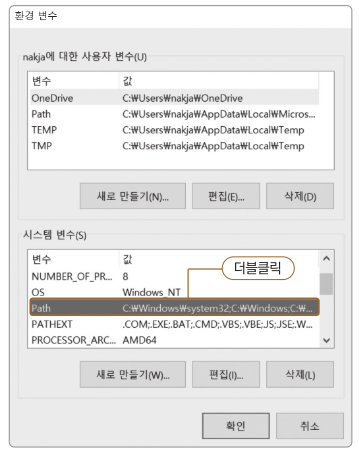 환경 변수
nakja에 대한 사용자 변수(U)
변수 값
OneDrive C:₩Users₩nakja₩OneDrive
Path C:₩Users₩nakja₩AppData₩Local₩Micros...
TEMP C:₩Users₩nakja₩AppData₩Local₩Temp
TMP C:₩Users₩nakja₩AppData₩Local₩Temp
새로 만들기(N)... 편집(E)... 삭제(D)
시스템 변수(S)
변수 값
더블클릭
NUMBER_OF_PR... 8
OS Windows_NT
Path C:₩Windows₩system32;C:₩Windows;C:₩...
PATHEXT .COM;.EXE;.BAT;.CMD;.VBS;.VBE;.JS;.JSE;.W...
PROCESSOR_ARC... AMD64
새로 만들기(W)... 편집(I)... 삭제(L)
확인 취소